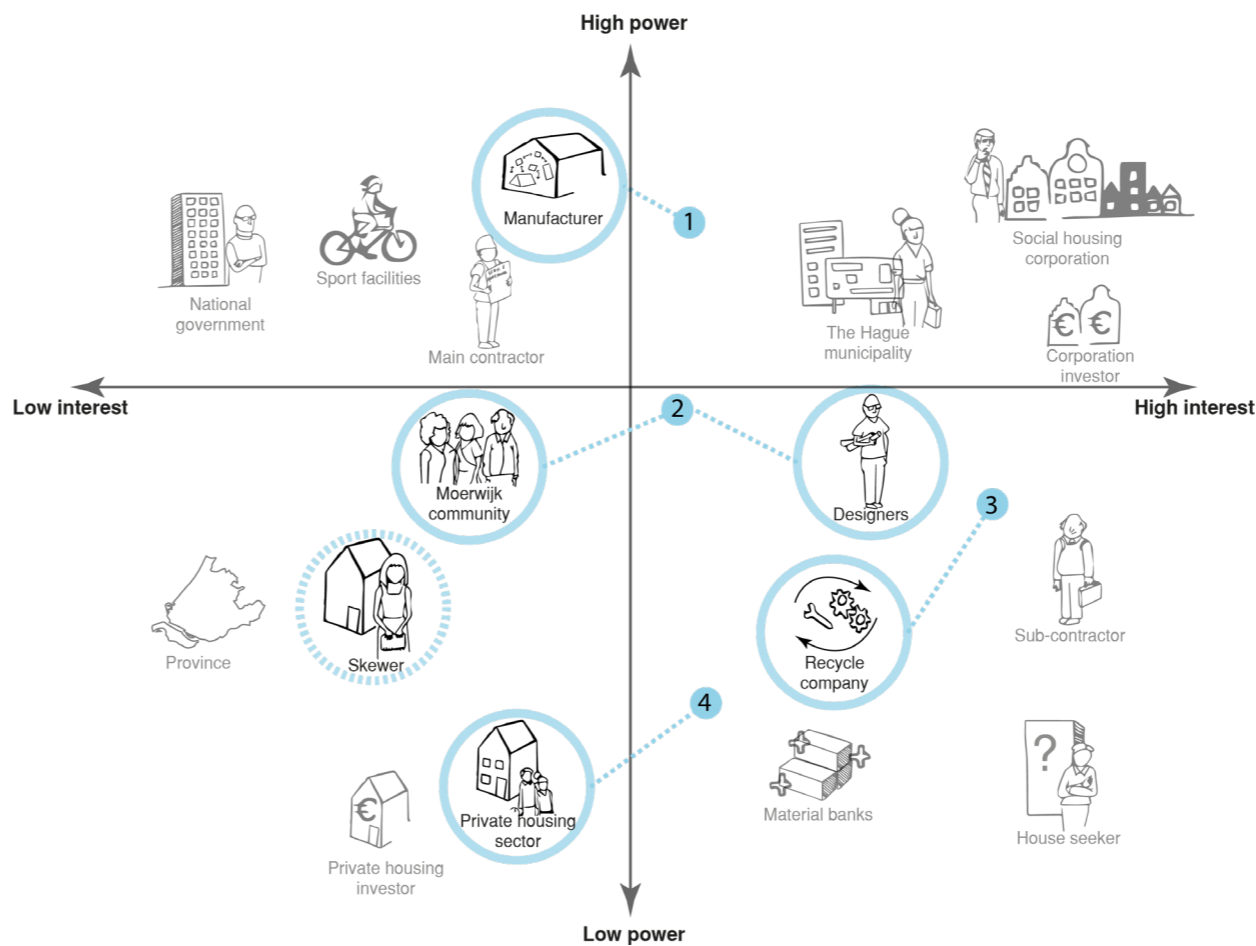 High power
Manufacturer
1
Social housing
corporation
Sport facilities
National
government
Main contractor
The Hague
municipality
€ €
Corporation
investor
Low interest
High interest
2
Moerwijk
community
Designers
3
Skewer
Province
Recycle
company
Sub-contractor
4
?
€
Private housing
sector
Material banks
House seeker
Private housing
investor
Low power